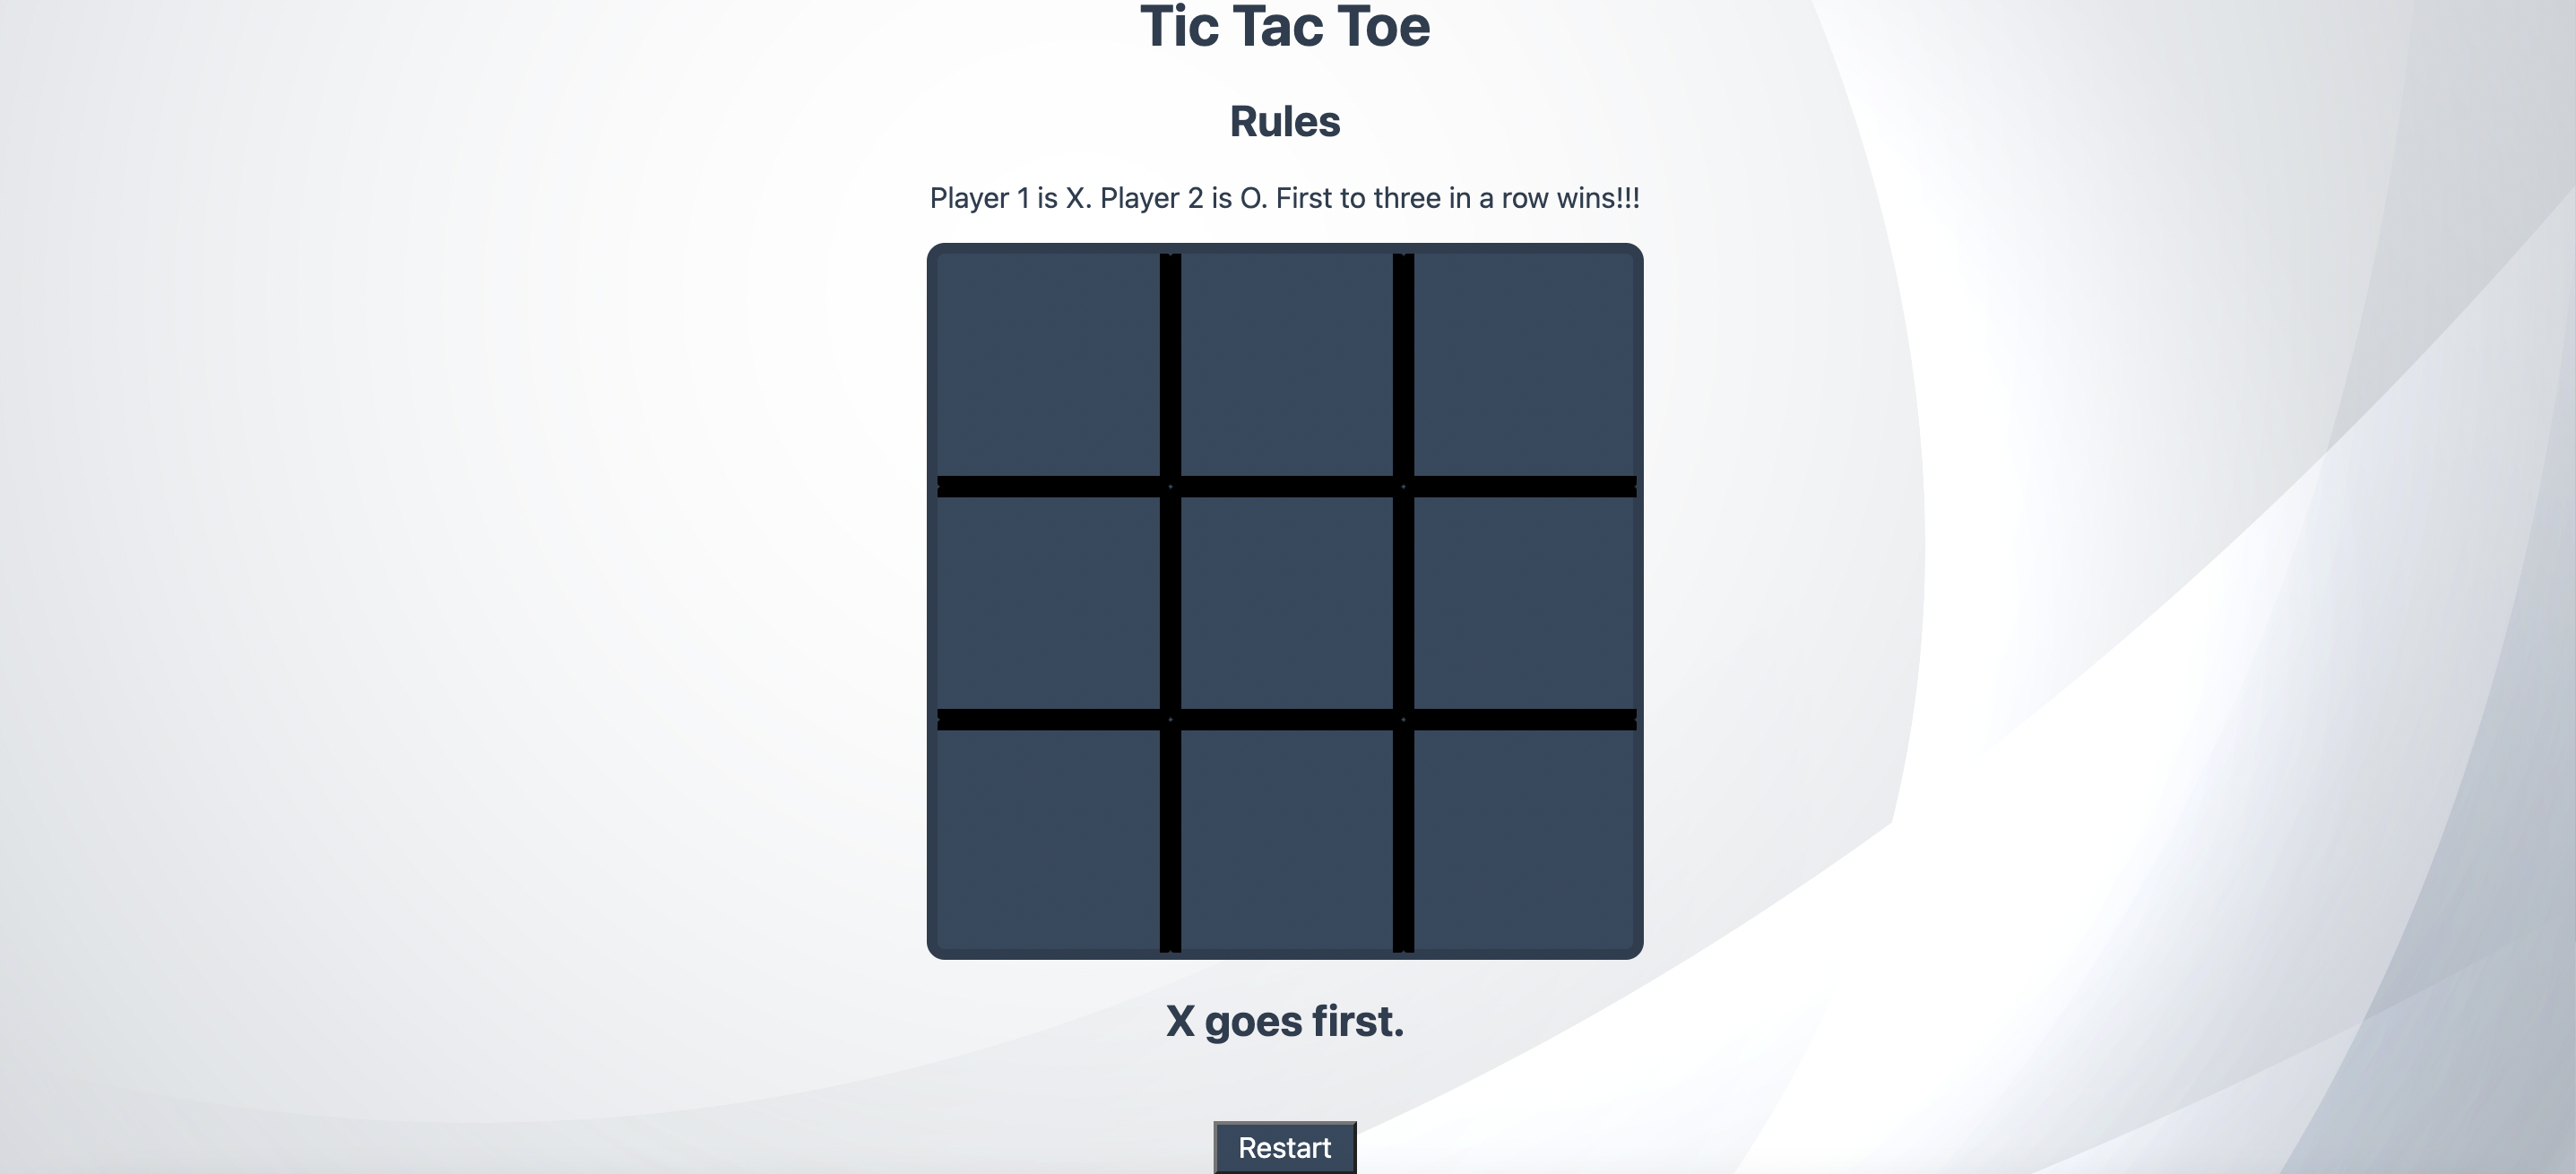 Tic Tac Toe
Rules
Player 1 is X. Player 2 is O. First to three in a row wins!!!
X goes first.
Restart